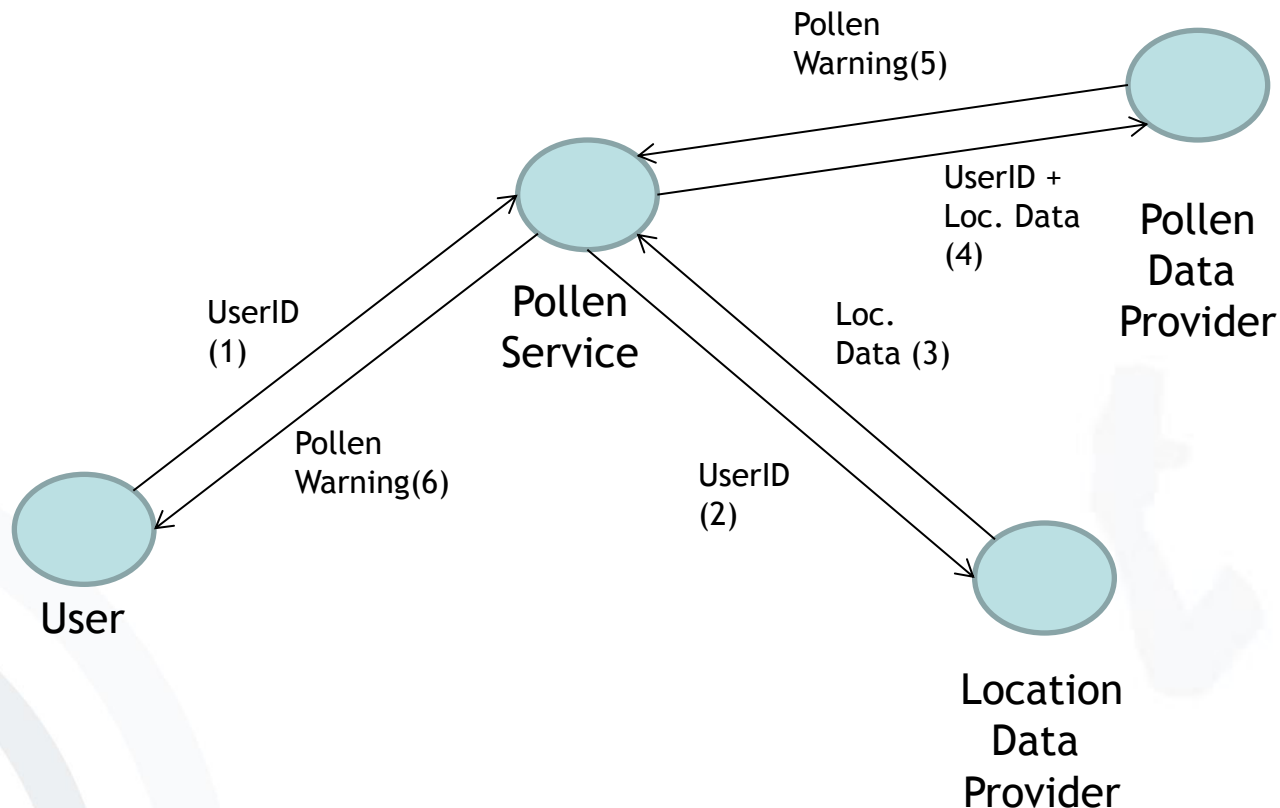 Pollen
Warning(5)
UserID +
Loc. Data
(4)
Pollen
Data
Provider
Pollen
Service
UserID
(1)
Loc.
Data (3)
Pollen
Warning(6)
UserID
(2)
User
Location
Data
Provider